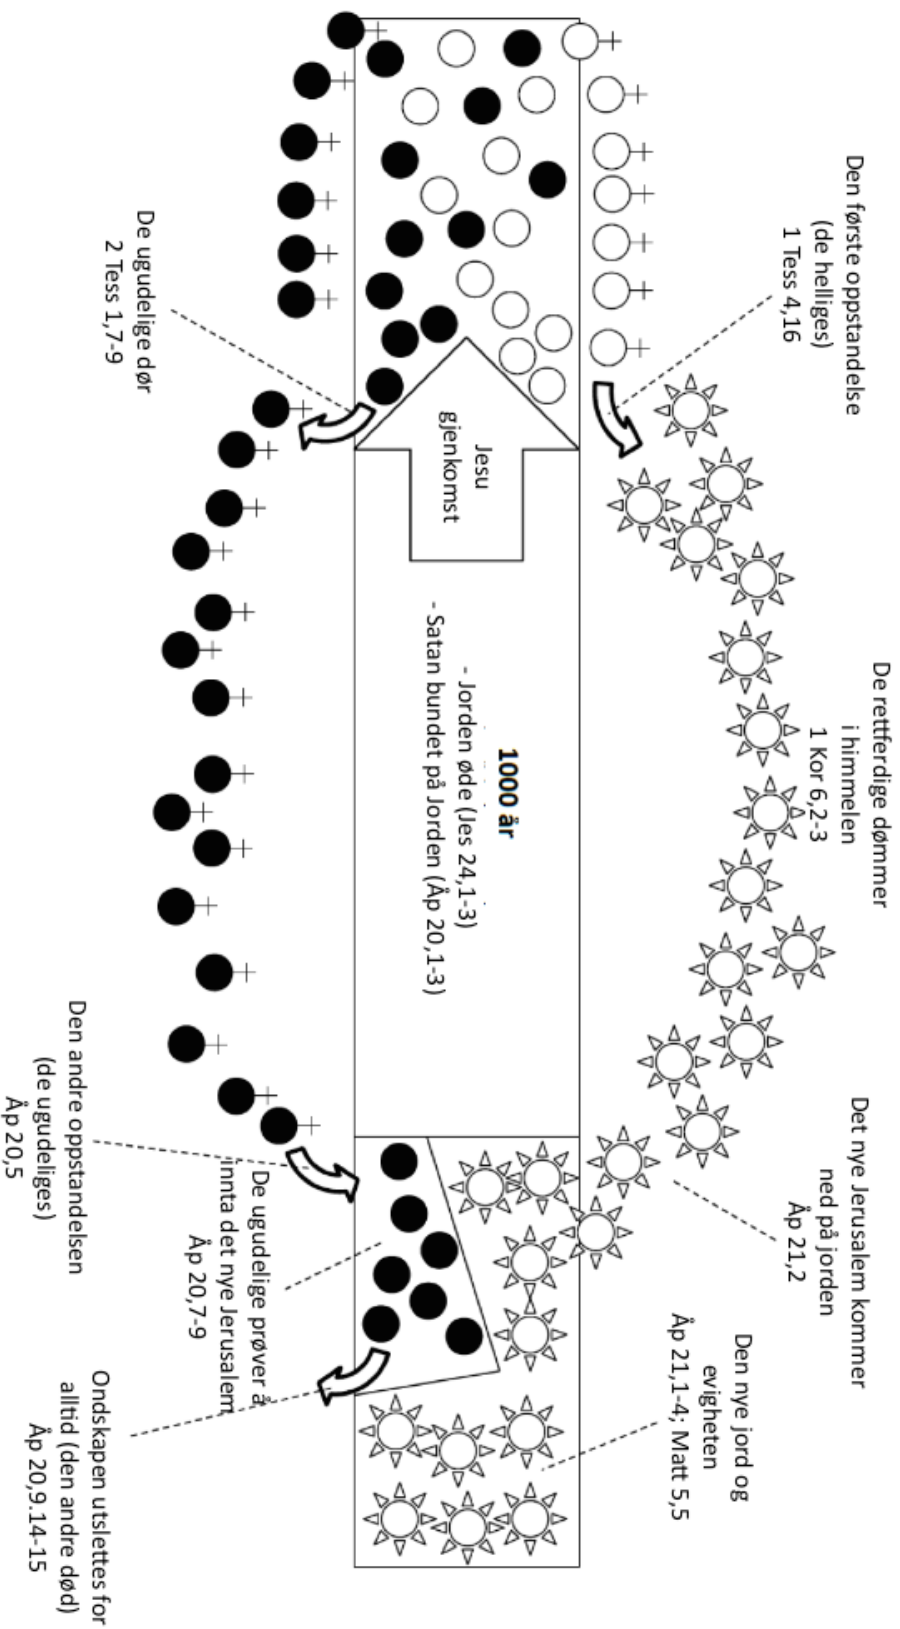 Den første oppstandelse
(de helliges)
1 Tess 4,16
De rettferdige dømmer
i himmelen
1 Kor 6,2-3
Det nye Jerusalem kommer
ned på jorden
Åp 21,2
Den nye jord og
evigheten
Åp 21,1-4; Matt 5,5
Jesu
gjenkomst
1000 år
- Jorden øde (Jes 24,1-3)
- Satan bundet på Jorden (Åp 20,1-3)
De ugudelige dør
2 Tess 1,7-9
De ugudelige prøver å
innta det nye Jerusalem
Åp 20,7-9
Den andre oppstandelsen
(de ugudeliges)
Åp 20,5
Ondskapen utslettes for
alltid (den andre død)
Åp 20,9.14-15